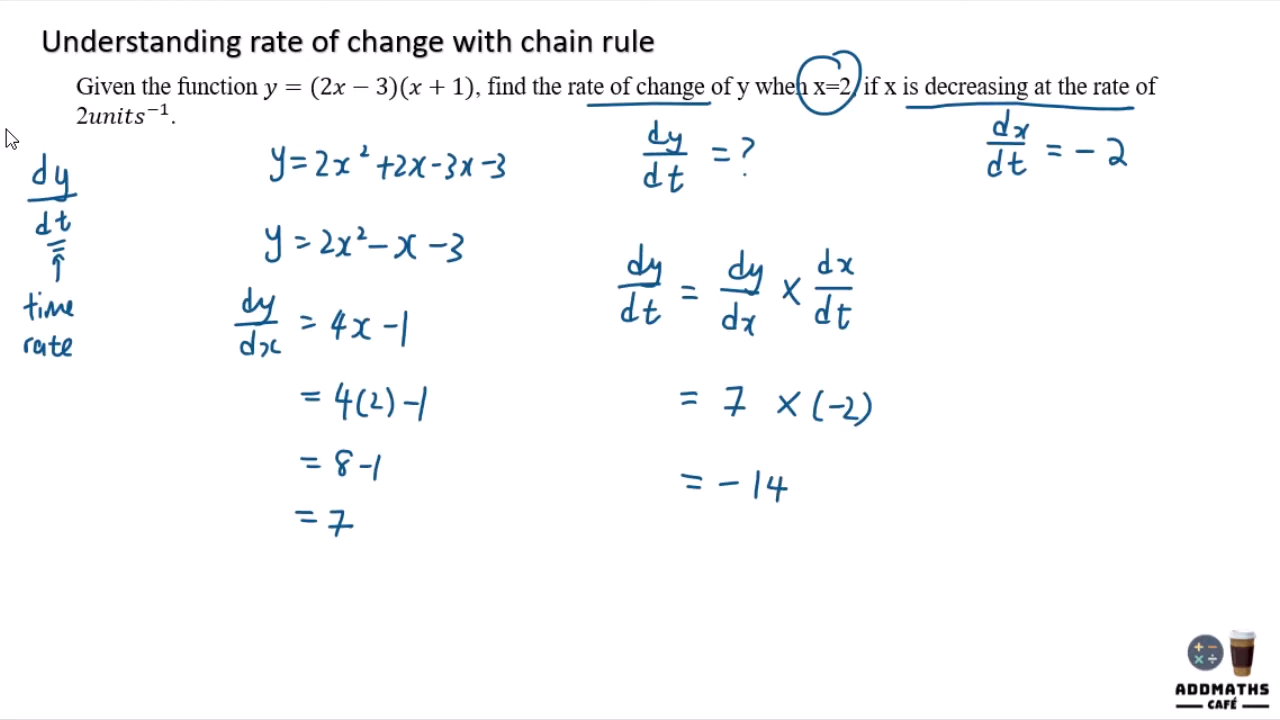 Understanding rate of change with chain rule
Given the function y = (2x − 3)(x + 1), find the rate of change of y when x=2, if x is decreasing at the rate of
2units⁻¹.
dy/dt
time
rate
y = 2x² + 2x - 3x - 3
y = 2x² - x - 3
dy/dx = 4x - 1
= 4(2) - 1
= 8 - 1
= 7
dy/dt = ?
dy/dt = dy/dx × dx/dt
= 7 × (-2)
= -14
dx/dt = -2
+ −
× ÷
ADDMATHS
CAFÉ